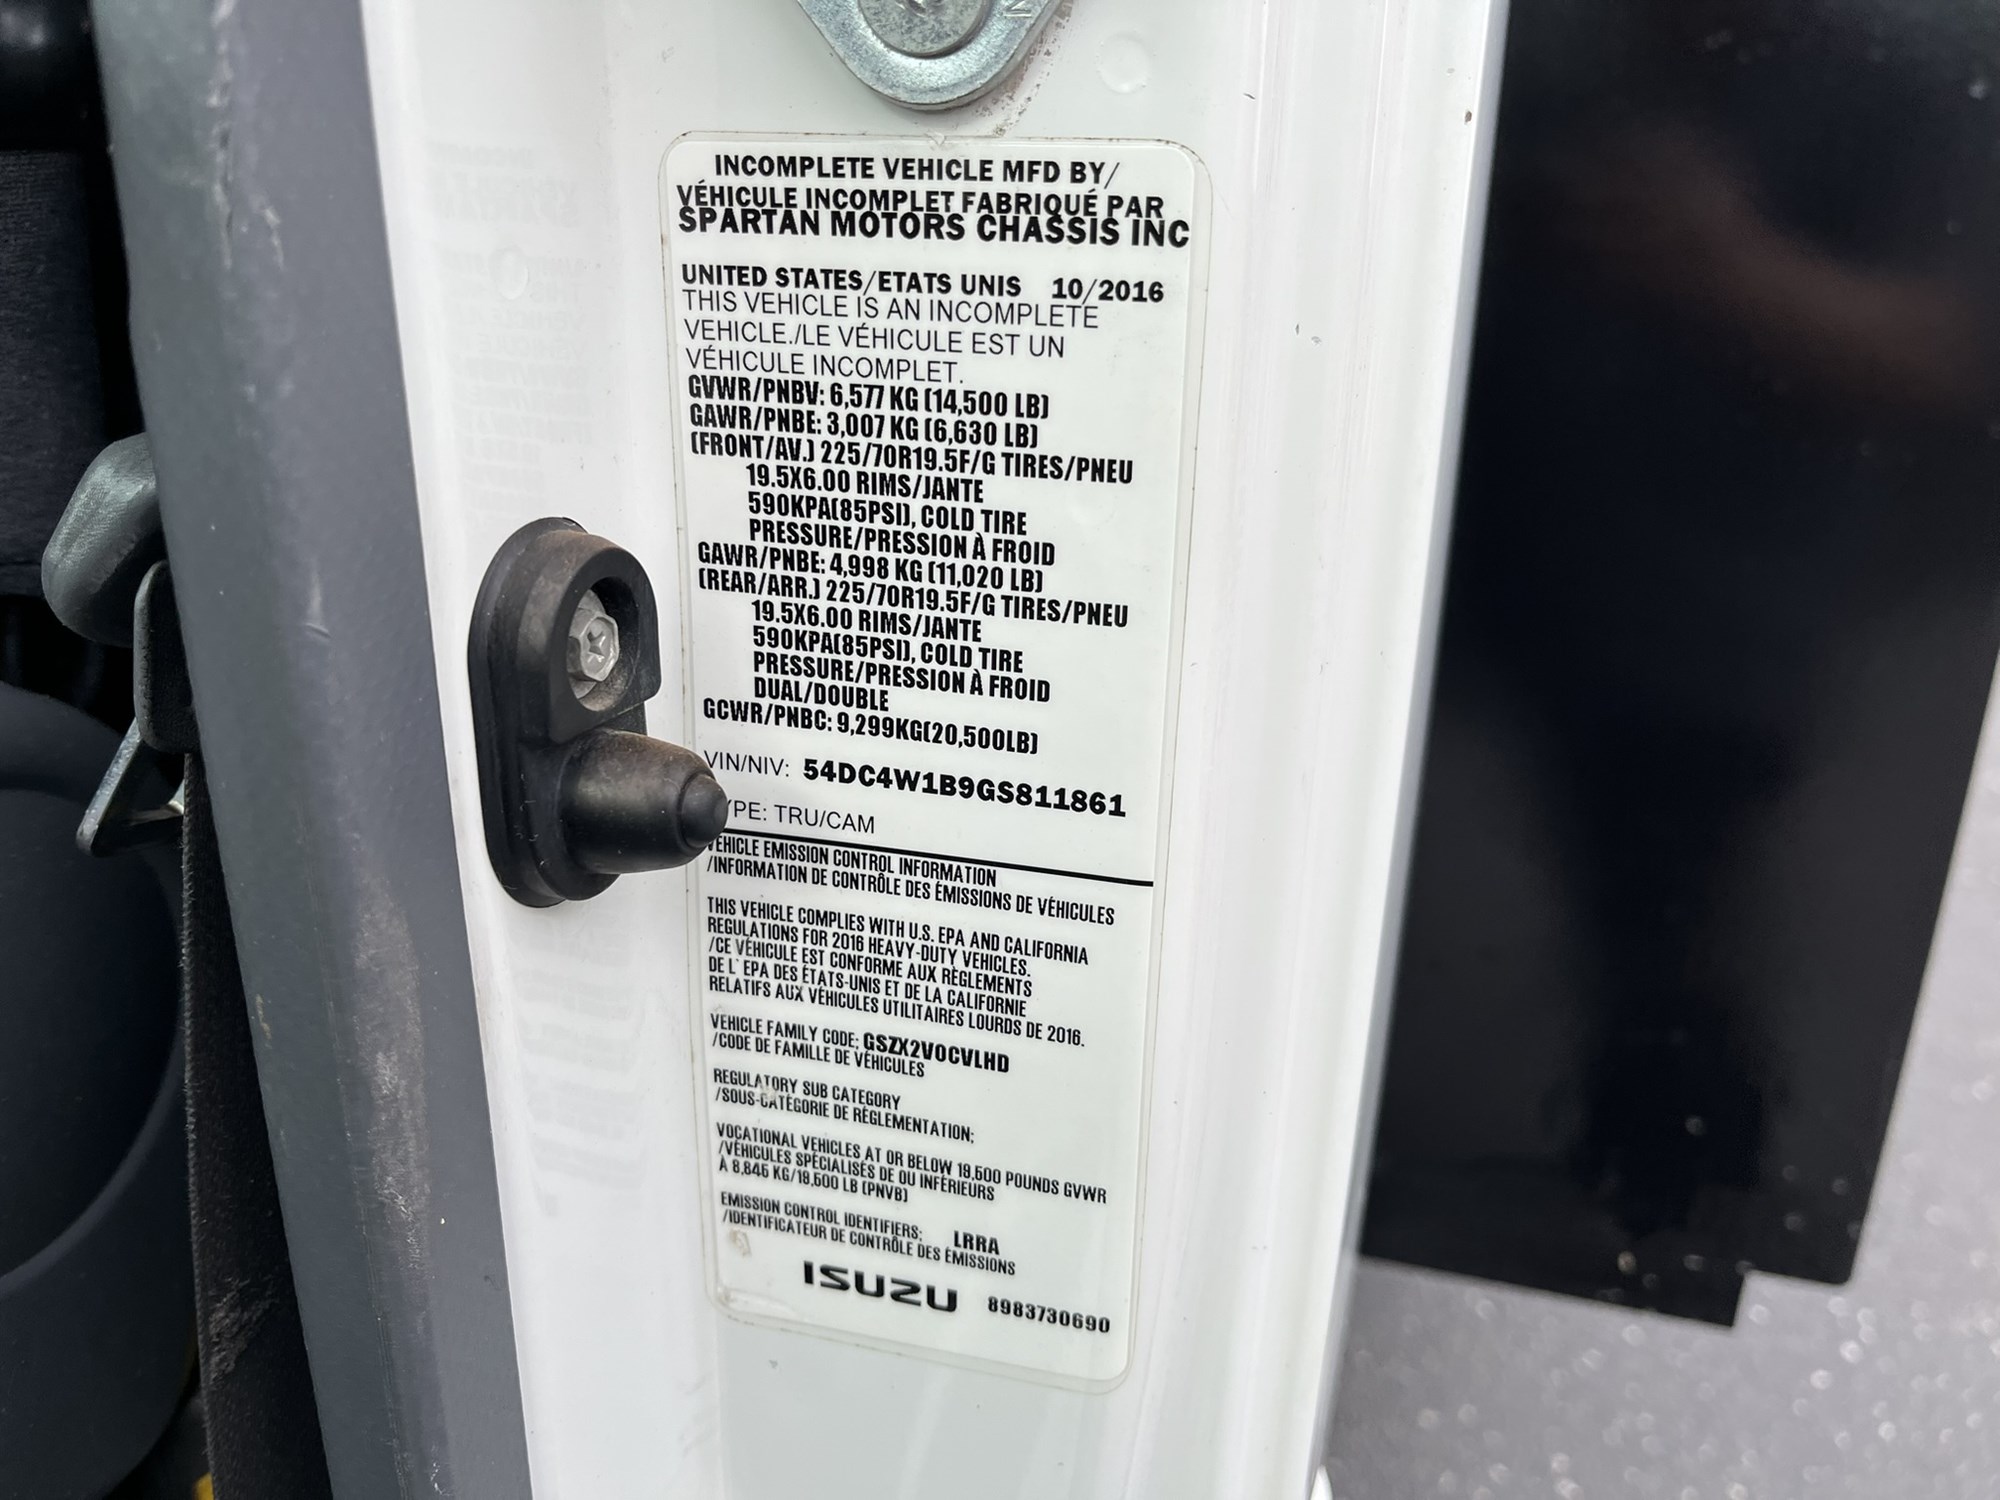 INCOMPLETE VEHICLE MFD BY/
VÉHICULE INCOMPLET FABRIQUÉ PAR
SPARTAN MOTORS CHASSIS INC
UNITED STATES/ETATS UNIS 10/2016
THIS VEHICLE IS AN INCOMPLETE
VEHICLE./LE VÉHICULE EST UN
VÉHICULE INCOMPLET.
GVWR/PNBV: 6,577 KG (14,500 LB)
GAWR/PNBE: 3,007 KG (6,630 LB)
(FRONT/AV.) 225/70R19.5F/G TIRES/PNEU
19.5X6.00 RIMS/JANTE
590KPA(85PSI), COLD TIRE
PRESSURE/PRESSION À FROID
GAWR/PNBE: 4,998 KG (11,020 LB)
(REAR/ARR.) 225/70R19.5F/G TIRES/PNEU
19.5X6.00 RIMS/JANTE
590KPA(85PSI), COLD TIRE
PRESSURE/PRESSION À FROID
DUAL/DOUBLE
GCWR/PNBC: 9,299KG(20,500LB)
VIN/NIV: 54DC4W1B9GS811861
YPE: TRU/CAM
VEHICLE EMISSION CONTROL INFORMATION
/INFORMATION DE CONTRÔLE DES ÉMISSIONS DE VÉHICULES
THIS VEHICLE COMPLIES WITH U.S. EPA AND CALIFORNIA
REGULATIONS FOR 2016 HEAVY-DUTY VEHICLES.
/CE VÉHICULE EST CONFORME AUX RÈGLEMENTS
DE L'EPA DES ÉTATS-UNIS ET DE LA CALIFORNIE
RELATIFS AUX VÉHICULES UTILITAIRES LOURDS DE 2016.
VEHICLE FAMILY CODE: GSZX2VOCVLHD
/CODE DE FAMILLE DE VÉHICULES
REGULATORY SUB CATEGORY
/SOUS-CATÉGORIE DE RÉGLEMENTATION:
VOCATIONAL VEHICLES AT OR BELOW 19,500 POUNDS GVWR
/VÉHICULES SPÉCIALISÉS DE OU INFÉRIEURS
À 8,845 KG/19,500 LB (PNVB)
EMISSION CONTROL IDENTIFIERS: LRRA
/IDENTIFICATEUR DE CONTRÔLE DES ÉMISSIONS
ISUZU 8983730690